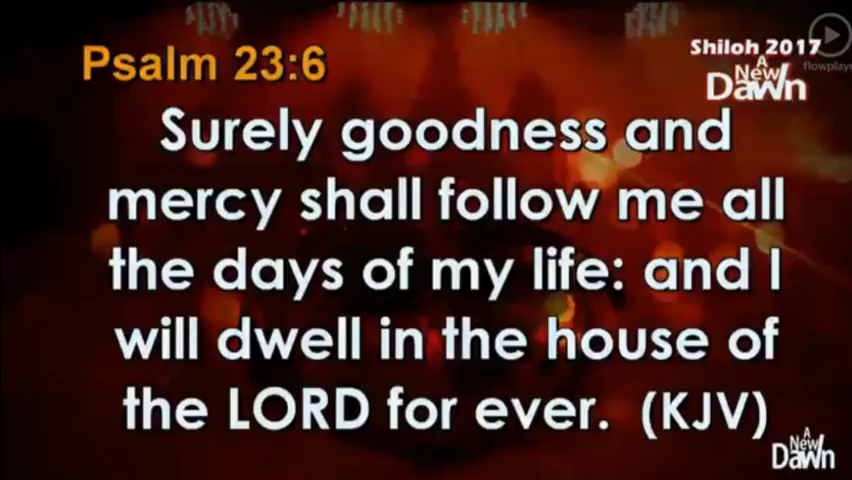 Psalm 23:6
Shiloh 2017
A
New
Dawn
flowplaye
Surely goodness and
mercy shall follow me all
the days of my life: and I
will dwell in the house of
the LORD for ever. (KJV)
A
New
Dawn